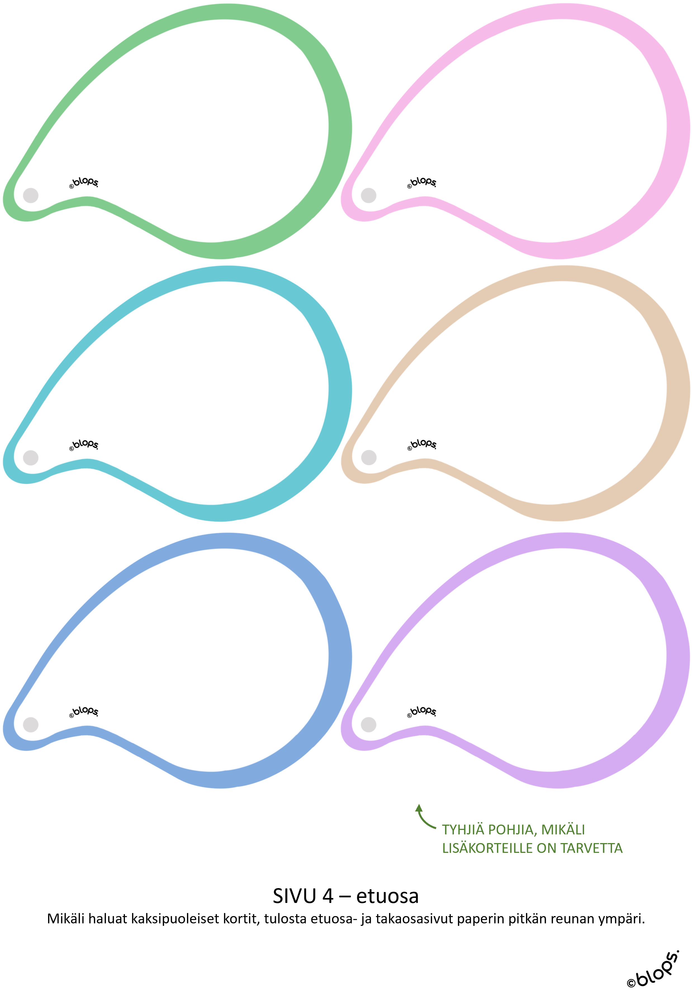 ©blops.
©blops.
©blops.
©blops.
©blops.
©blops.
TYHJIÄ POHJIA, MIKÄLI
LISÄKORTEILLE ON TARVETTA
SIVU 4 – etuosa
Mikäli haluat kaksipuoleiset kortit, tulosta etuosa- ja takaosasivut paperin pitkän reunan ympäri.
©blops.